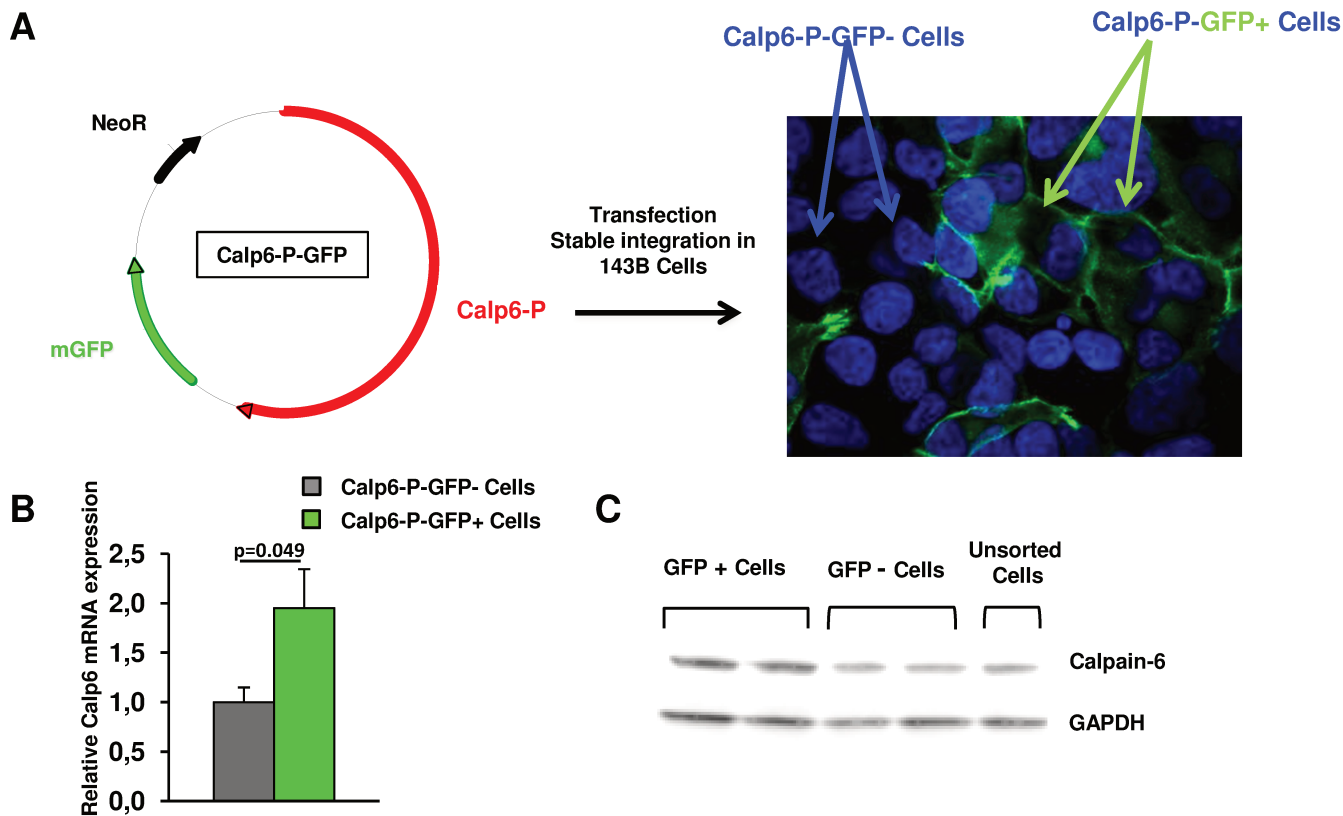 A
Calp6-P-GFP- Cells
Calp6-P-GFP+ Cells
NeoR
Calp6-P-GFP
mGFP
Calp6-P
Transfection
Stable integration in
143B Cells
B
Calp6-P-GFP- Cells
Calp6-P-GFP+ Cells
Relative Calp6 mRNA expression
p=0.049
2,5
2,0
1,5
1,0
0,5
0,0
C
GFP + Cells
GFP - Cells
Unsorted
Cells
Calpain-6
GAPDH